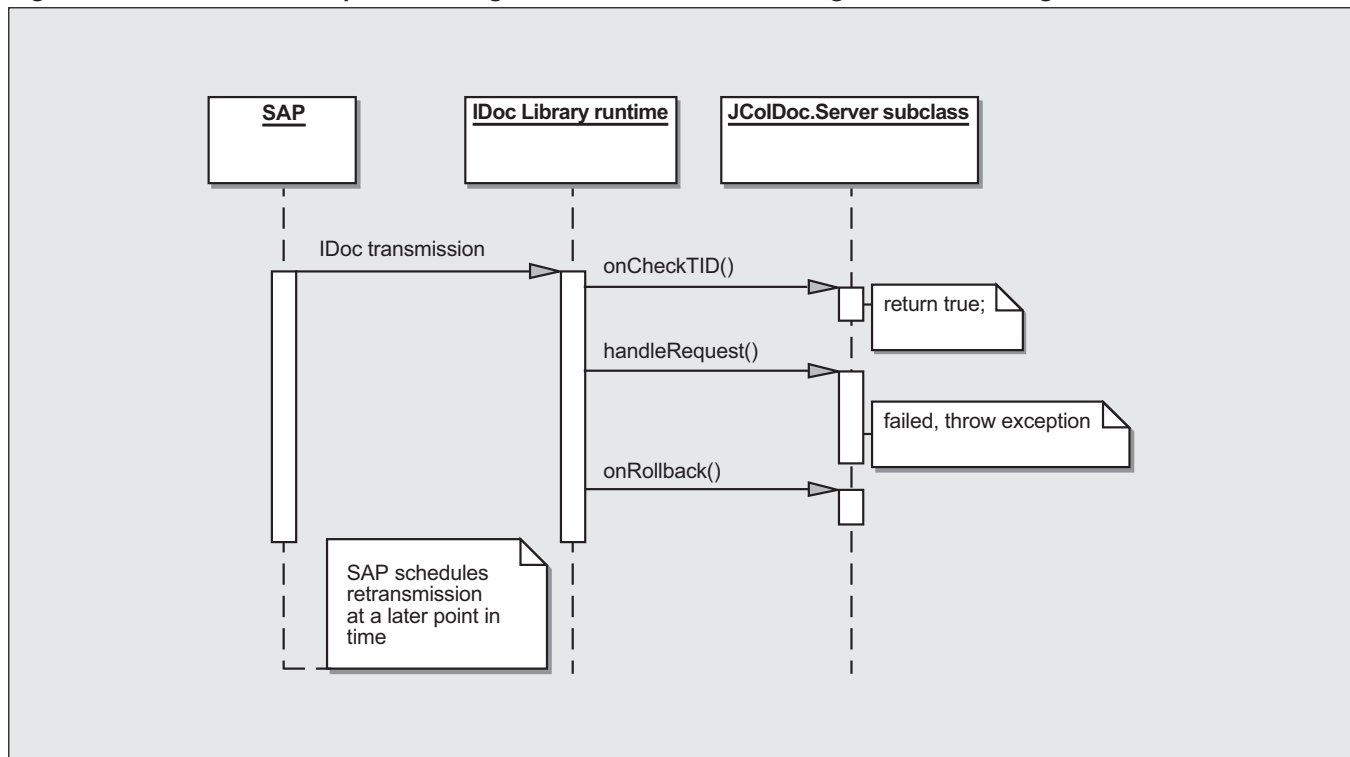 SAP
IDoc Library runtime
JCoIDoc.Server subclass
IDoc transmission
onCheckTID()
return true;
handleRequest()
failed, throw exception
onRollback()
SAP schedules
retransmission
at a later point in
time